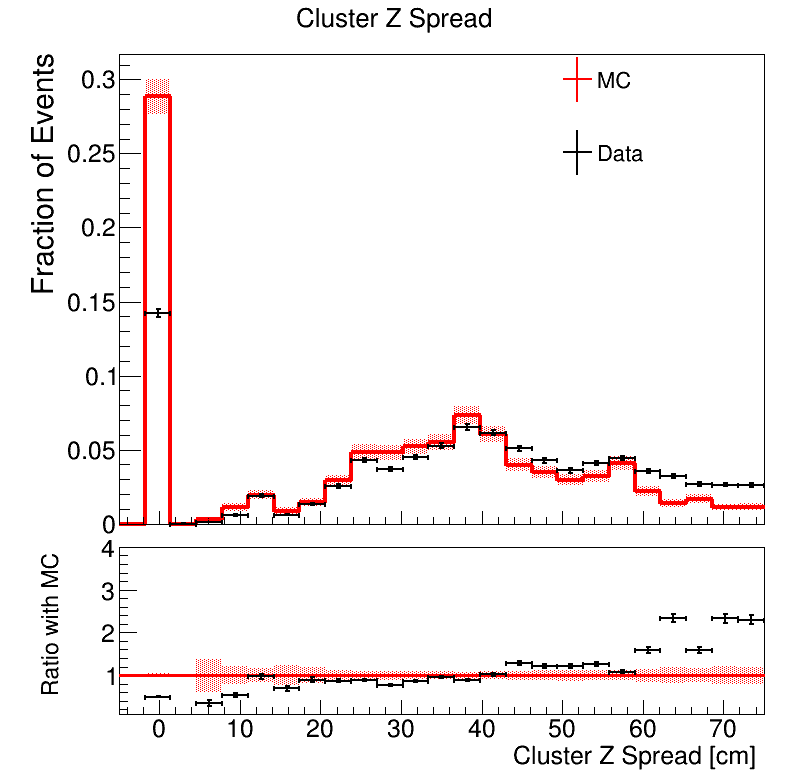 Cluster Z Spread
Fraction of Events
0.3
0.25
0.2
0.15
0.1
0.05
0
MC
Data
Ratio with MC
4
3
2
1
0 10 20 30 40 50 60 70
Cluster Z Spread [cm]